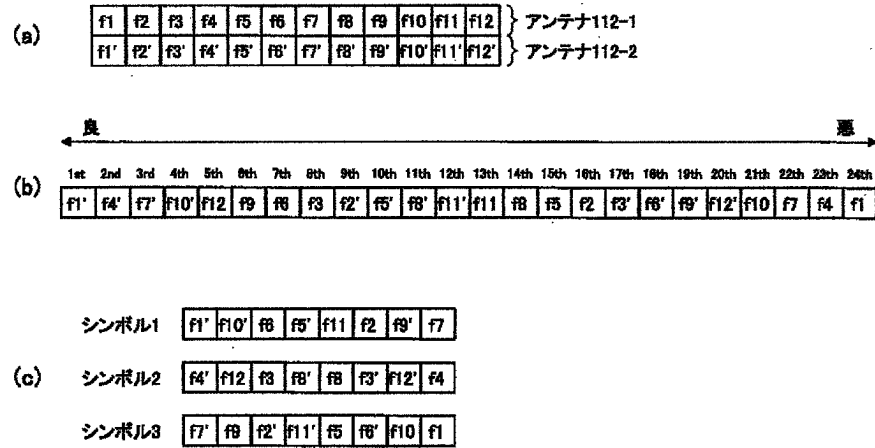 (a)
f1 f2 f3 f4 f5 f6 f7 f8 f9 f10 f11 f12 } アンテナ112-1
f1' f2' f3' f4' f5' f6' f7' f8' f9' f10' f11' f12' } アンテナ112-2
良 悪
1st 2nd 3rd 4th 5th 6th 7th 8th 9th 10th 11th 12th 13th 14th 15th 16th 17th 18th 19th 20th 21th 22th 23th 24th
(b)
f1' f4' f7' f10' f12 f9 f6 f3 f2' f5' f8' f11' f11 f8 f5 f2 f3' f6' f9' f12' f10 f7 f4 f1
シンボル1 f1' f10' f6 f5' f11 f2 f9' f7
(c) シンボル2 f4' f12 f3 f8' f8 f3' f12' f4
シンボル3 f7' f9 f2' f11' f5 f6' f10 f1